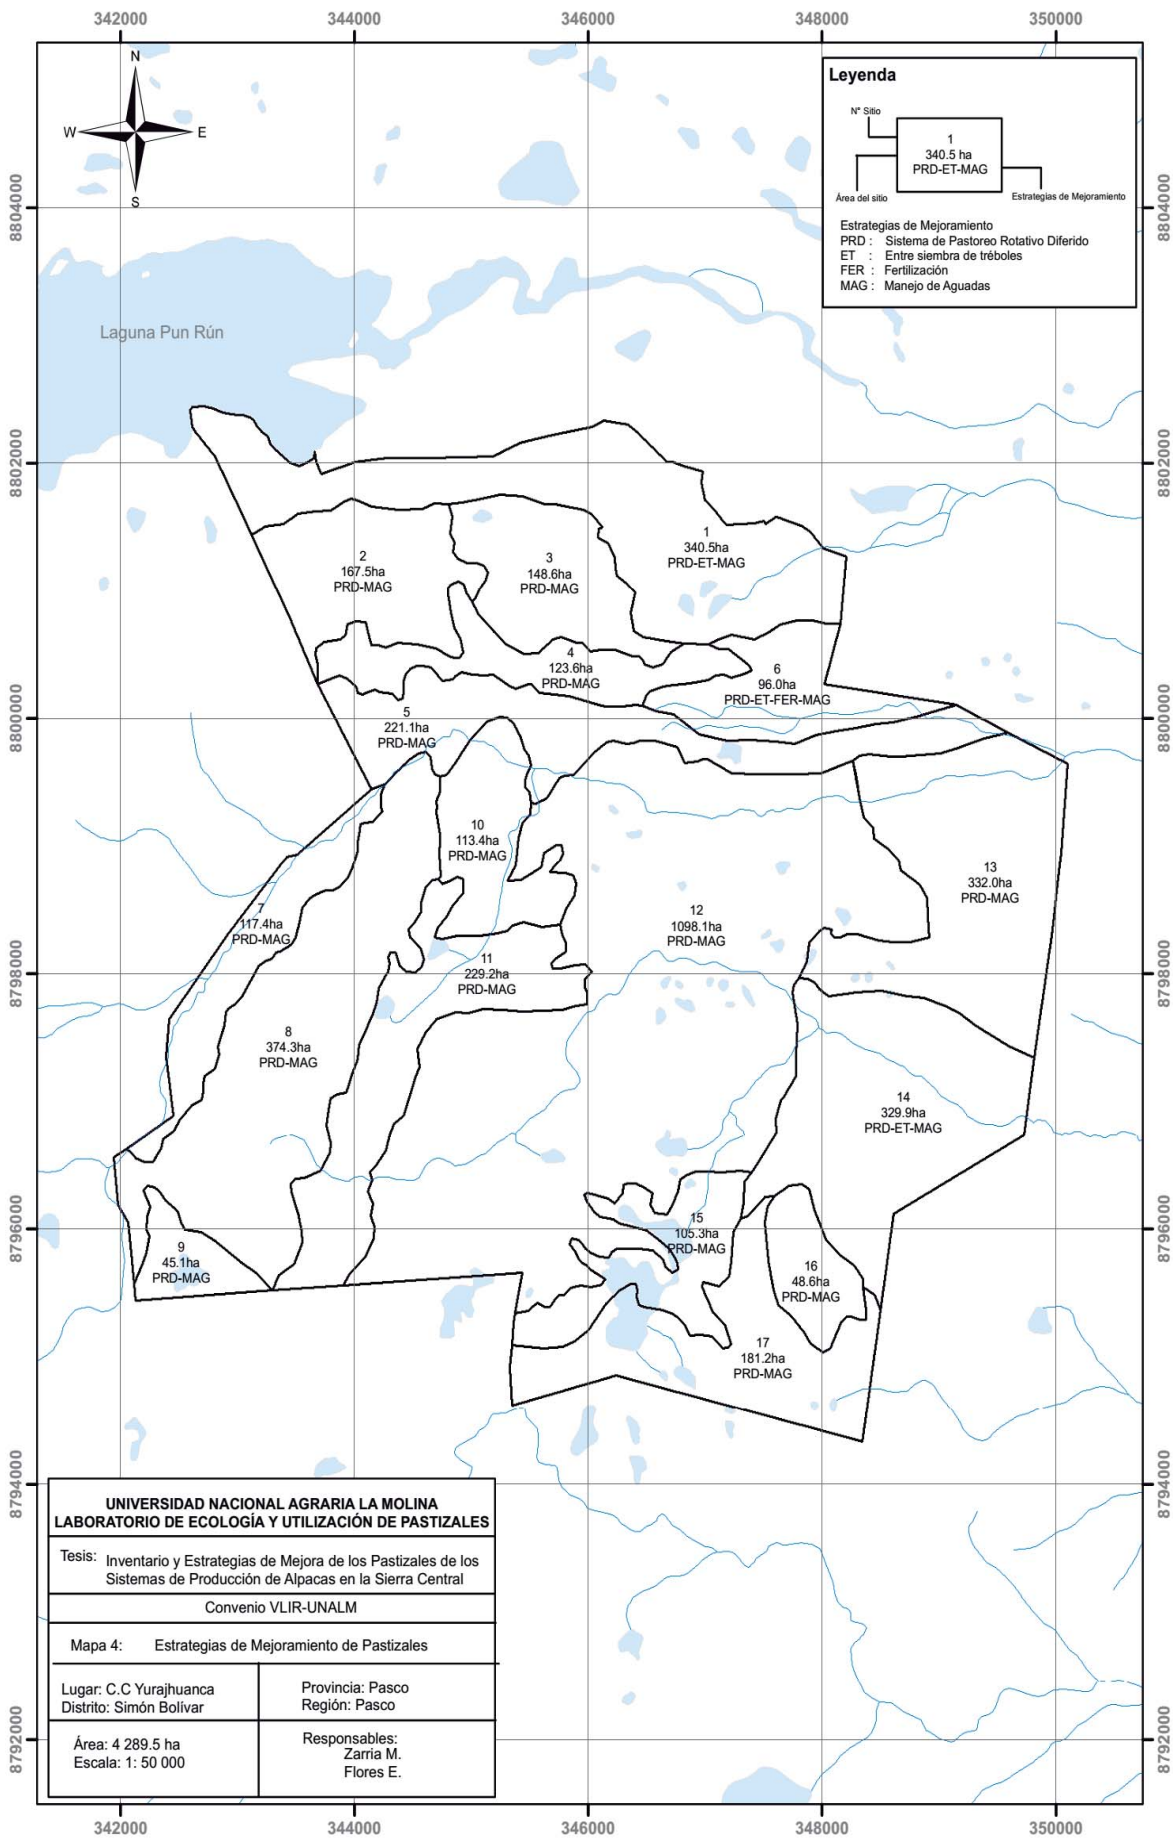 342000 344000 346000 348000 350000
N
W E
S
Leyenda
N° Sitio
1
340.5 ha
PRD-ET-MAG
Área del sitio
Estrategias de Mejoramiento
Estrategias de Mejoramiento
PRD : Sistema de Pastoreo Rotativo Diferido
ET : Entre siembra de tréboles
FER : Fertilización
MAG : Manejo de Aguadas
8804000 8804000
Laguna Pun Rún
8802000 8802000
1
340.5ha
PRD-ET-MAG
2
167.5ha
PRD-MAG
3
148.6ha
PRD-MAG
4
123.6ha
PRD-MAG
6
96.0ha
PRD-ET-FER-MAG
5
221.1ha
PRD-MAG
8800000 8800000
10
113.4ha
PRD-MAG
13
332.0ha
PRD-MAG
7
117.4ha
PRD-MAG
12
1098.1ha
PRD-MAG
11
229.2ha
PRD-MAG
8798000 8798000
8
374.3ha
PRD-MAG
14
329.9ha
PRD-ET-MAG
15
105.3ha
PRD-MAG
8796000 8796000
9
45.1ha
PRD-MAG
16
48.6ha
PRD-MAG
17
181.2ha
PRD-MAG
8794000 8794000
UNIVERSIDAD NACIONAL AGRARIA LA MOLINA
LABORATORIO DE ECOLOGÍA Y UTILIZACIÓN DE PASTIZALES
Tesis: Inventario y Estrategias de Mejora de los Pastizales de los
Sistemas de Producción de Alpacas en la Sierra Central
Convenio VLIR-UNALM
Mapa 4: Estrategias de Mejoramiento de Pastizales
Lugar: C.C Yurajhuanca
Distrito: Simón Bolívar
Provincia: Pasco
Región: Pasco
Área: 4 289.5 ha
Escala: 1: 50 000
Responsables:
Zarria M.
Flores E.
8792000 8792000
342000 344000 346000 348000 350000